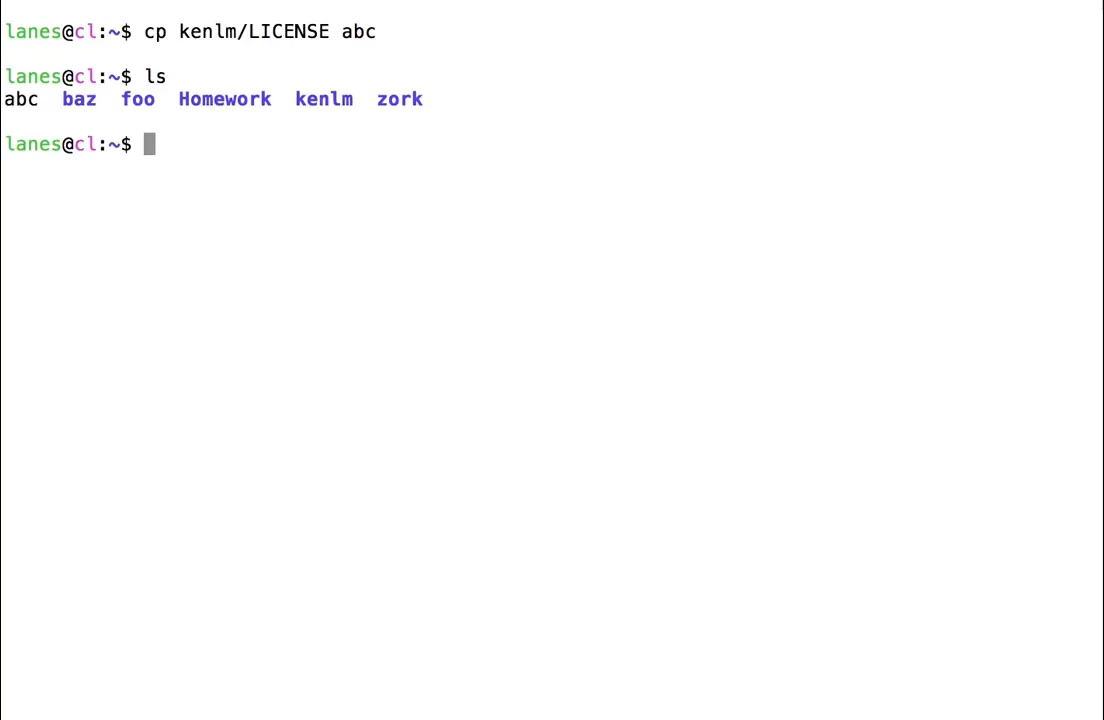 lanes@cl:~$ cp kenlm/LICENSE abc
lanes@cl:~$ ls
abc  baz  foo  Homework  kenlm  zork
lanes@cl:~$